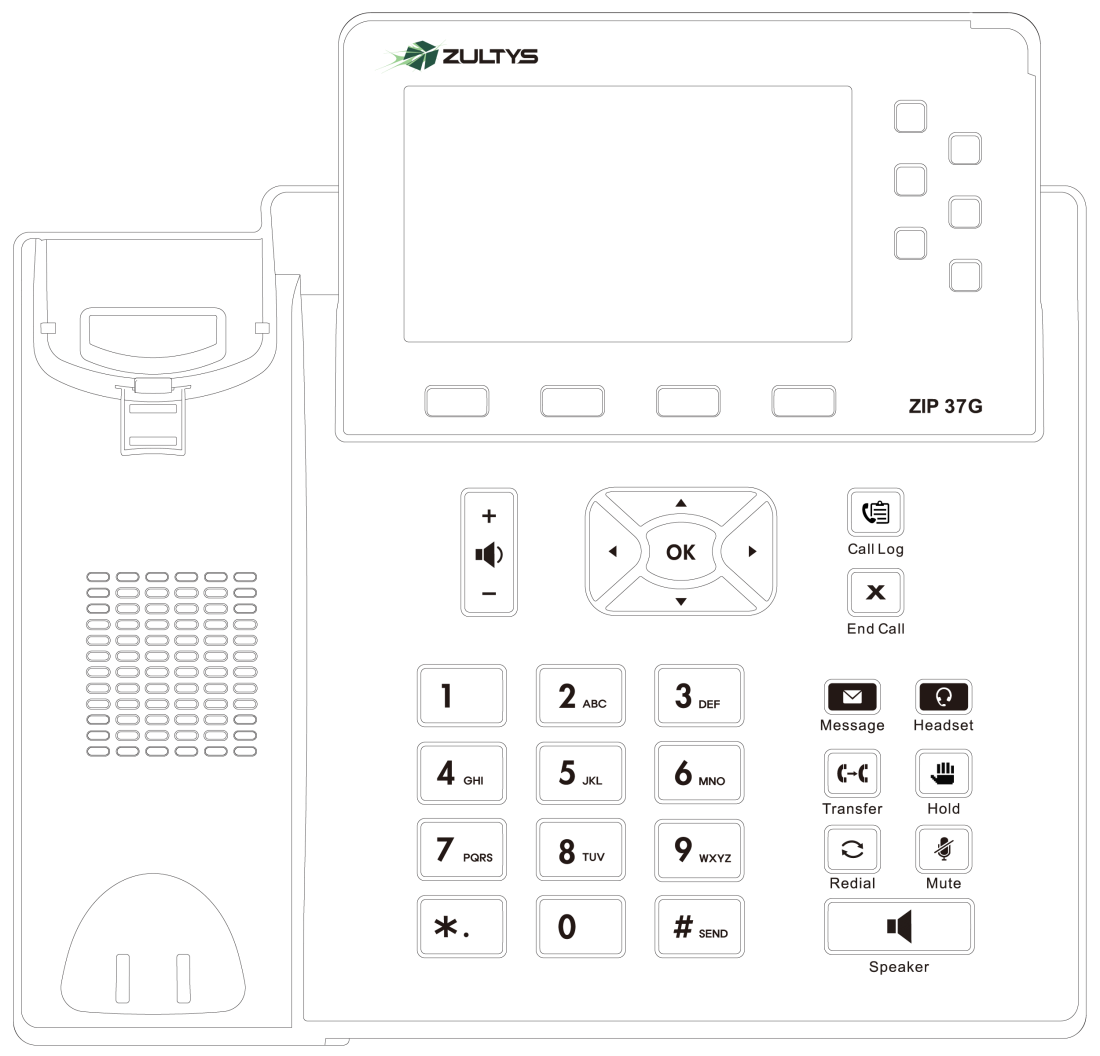 ZULTYS
ZIP 37G
+
OK
Call Log
−
X
End Call
1
2 ABC
3 DEF
Message
Headset
4 GHI
5 JKL
6 MNO
Transfer
Hold
7 PQRS
8 TUV
9 WXYZ
Redial
Mute
*.
0
# SEND
Speaker